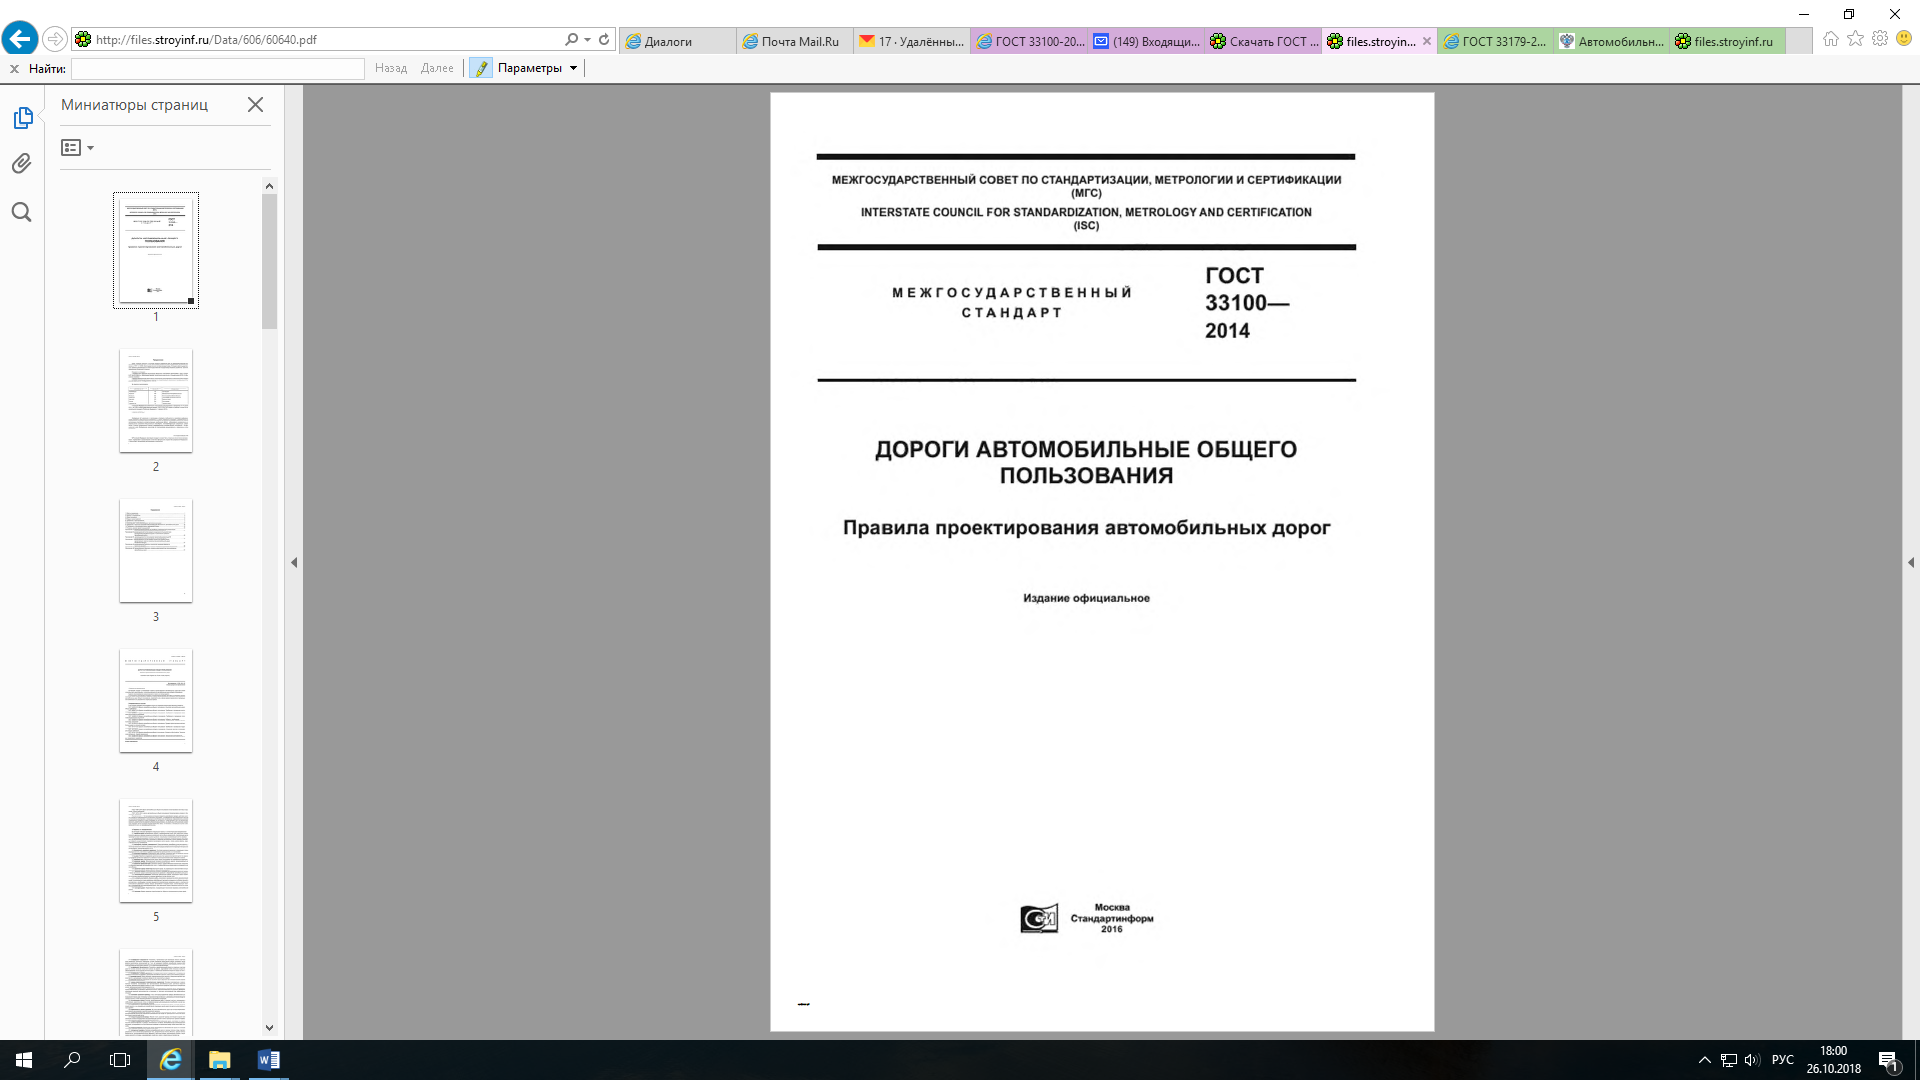 http://files.stroyinf.ru/Data/606/60640.pdf
Диалоги
Почта Mail.Ru
17 · Удалённы...
ГОСТ 33100-20...
(149) Входящи...
Скачать ГОСТ ...
files.stroyin...
ГОСТ 33179-2...
Автомобильн...
files.stroyinf.ru
Найти:
Назад
Далее
Параметры
Миниатюры страниц
1
2
3
4
5
МЕЖГОСУДАРСТВЕННЫЙ СОВЕТ ПО СТАНДАРТИЗАЦИИ, МЕТРОЛОГИИ И СЕРТИФИКАЦИИ
(МГС)
INTERSTATE COUNCIL FOR STANDARDIZATION, METROLOGY AND CERTIFICATION
(ISC)
МЕЖГОСУДАРСТВЕННЫЙ
СТАНДАРТ
ГОСТ
33100—
2014
ДОРОГИ АВТОМОБИЛЬНЫЕ ОБЩЕГО
ПОЛЬЗОВАНИЯ
Правила проектирования автомобильных дорог
Издание официальное
Москва
Стандартинформ
2016
РУС
18:00
26.10.2018
1